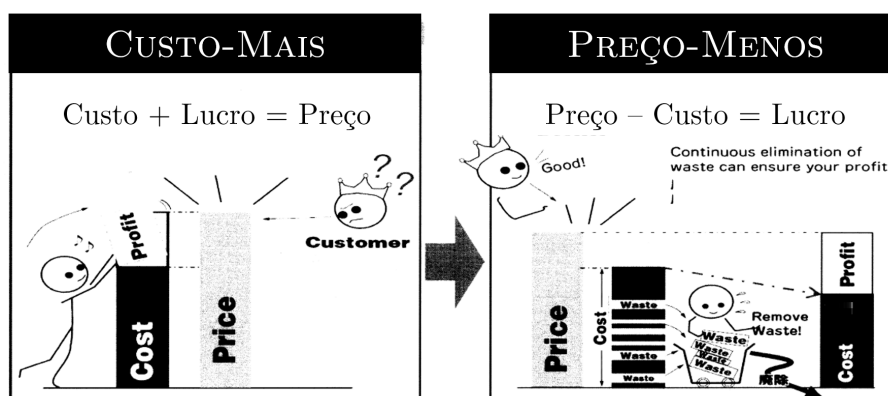 CUSTO-MAIS
Custo + Lucro = Preço
? ?
Profit
Customer
Cost
Price
PREÇO-MENOS
Preço – Custo = Lucro
Good!
Continuous elimination of
waste can ensure your profit
Price
Cost
Waste
Waste
Waste
Remove
Waste!
Waste
Waste
Waste
Waste
廃除
Profit
Cost